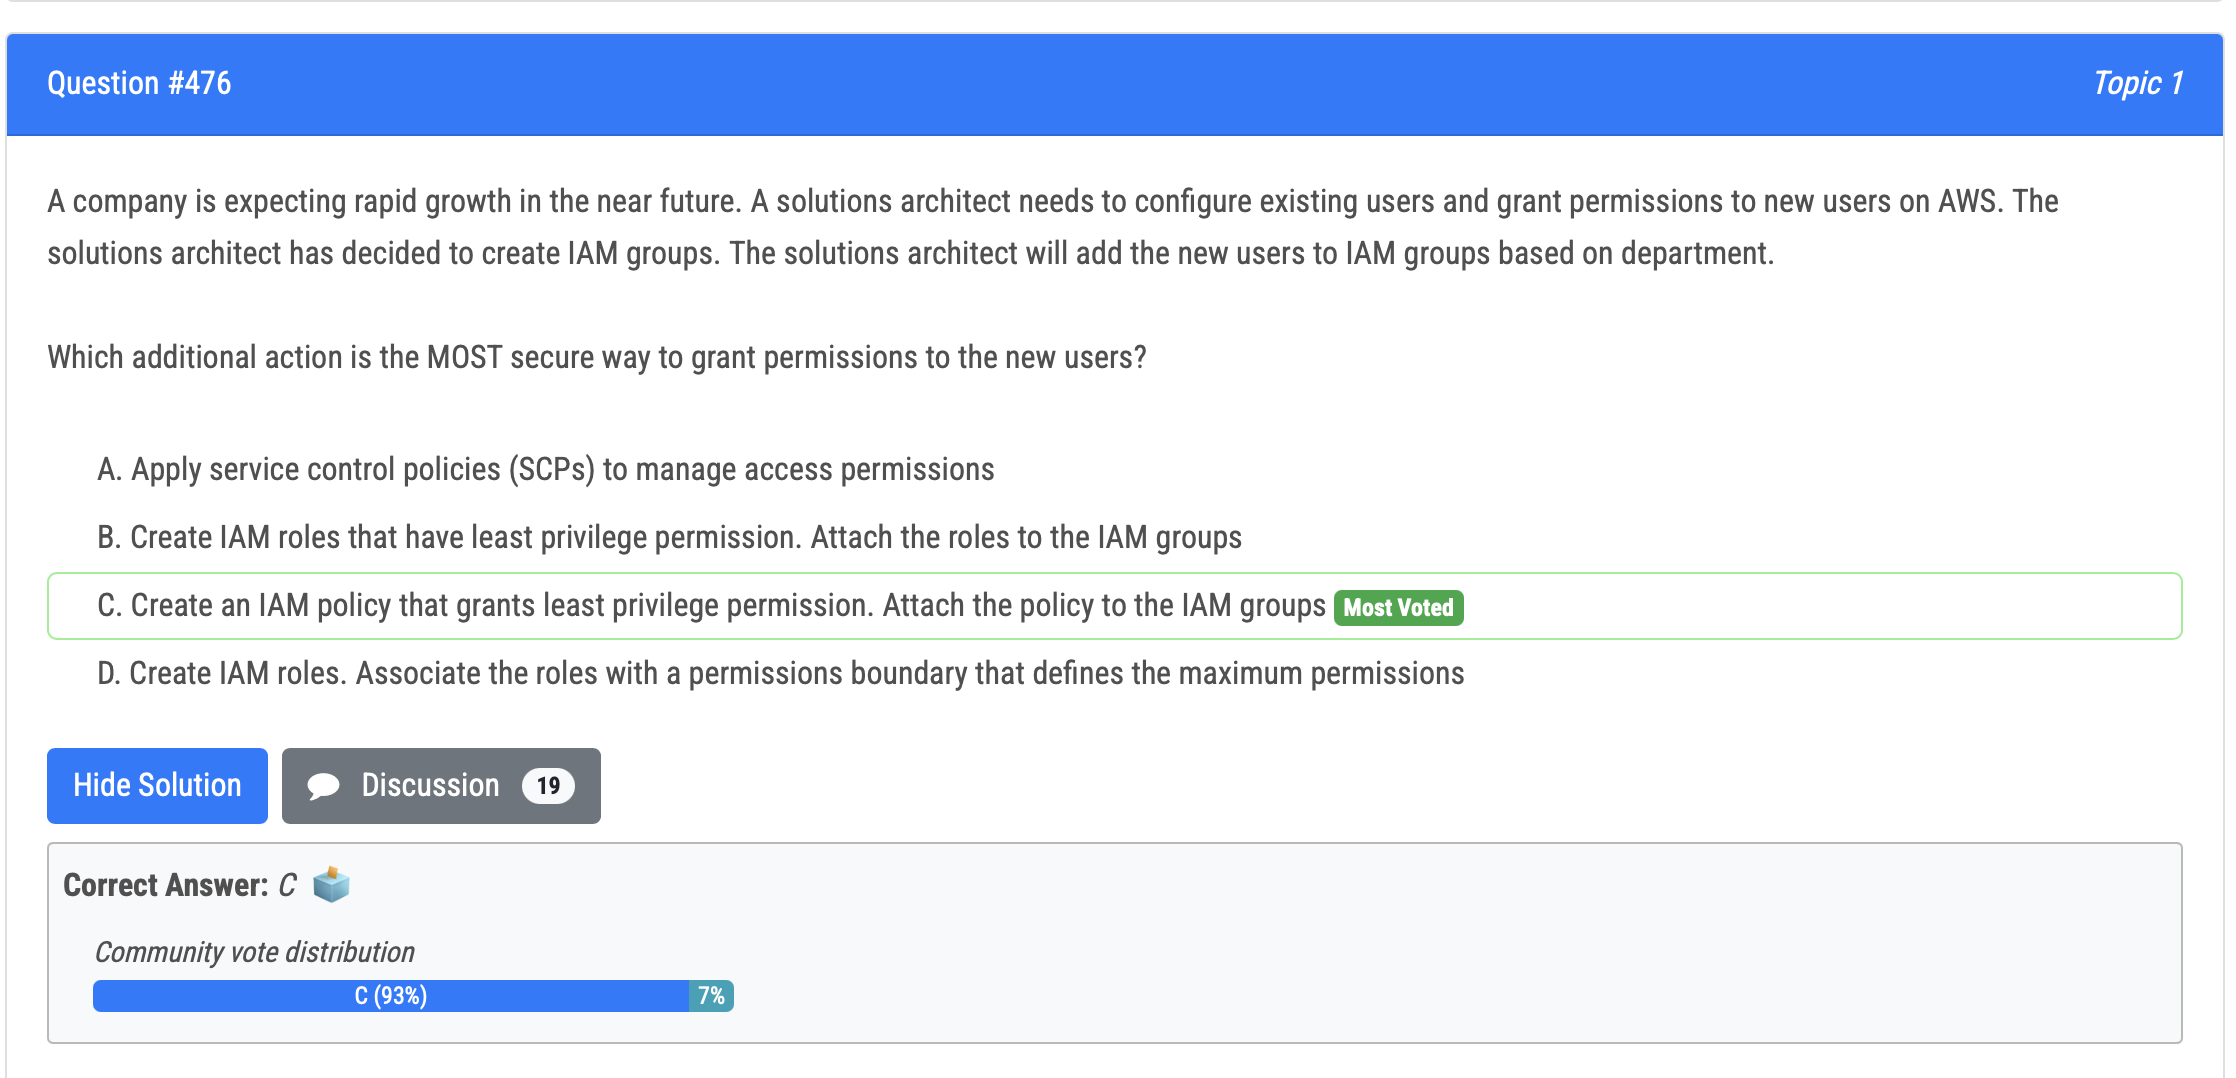 Question #476
Topic 1
A company is expecting rapid growth in the near future. A solutions architect needs to configure existing users and grant permissions to new users on AWS. The
solutions architect has decided to create IAM groups. The solutions architect will add the new users to IAM groups based on department.
Which additional action is the MOST secure way to grant permissions to the new users?
A. Apply service control policies (SCPs) to manage access permissions
B. Create IAM roles that have least privilege permission. Attach the roles to the IAM groups
C. Create an IAM policy that grants least privilege permission. Attach the policy to the IAM groups Most Voted
D. Create IAM roles. Associate the roles with a permissions boundary that defines the maximum permissions
Hide Solution
Discussion 19
Correct Answer: C
Community vote distribution
C (93%) 7%